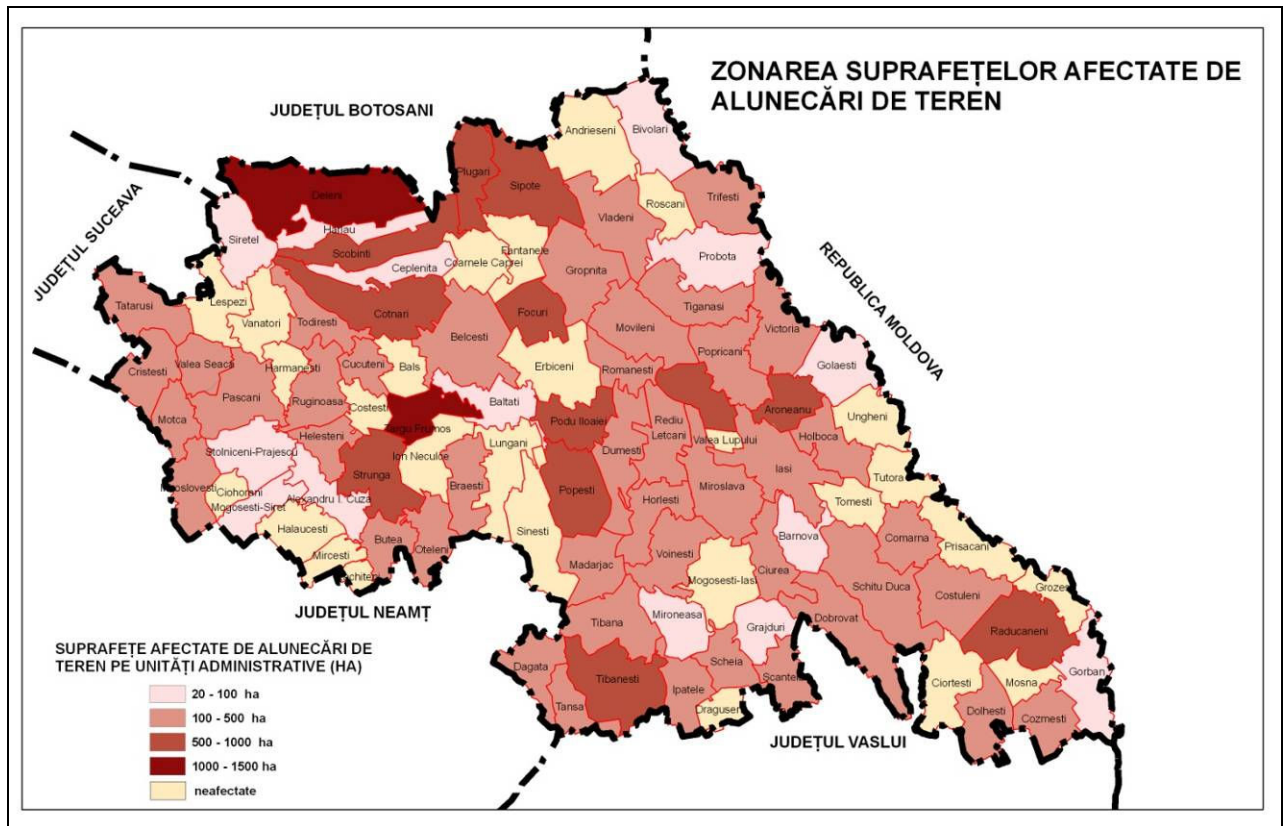 ZONAREA SUPRAFEȚELOR AFECTATE DE
ALUNECĂRI DE TEREN
JUDEȚUL BOTOSANI
JUDEȚUL SUCEAVA
REPUBLICA MOLDOVA
JUDEȚUL NEAMȚ
JUDEȚUL VASLUI
Andrieseni
Bivolari
Plugari
Sipote
Deleni
Roscani
Trifesti
Vladeni
Siretel
Harlau
Scobinti
Fantanele
Coarnele Caprei
Ceplenita
Probota
Gropnita
Tatarusi
Lespezi
Vanatori
Todiresti
Cotnari
Focuri
Tiganasi
Belcesti
Movileni
Victoria
Popricani
Golaesti
Valea Seaca
Cristesti
Harmanesti
Cucuteni
Bals
Erbiceni
Romanesti
Pascani
Ruginoasa
Costesti
Baltati
Aroneanu
Ungheni
Motca
Targu Frumos
Podu Iloaiei
Rediu
Letcani
Valea Lupului
Holboca
Helesteni
Stolniceni-Prajescu
Ion Neculce
Lungani
Dumesti
Iasi
Tutora
Strunga
Braesti
Popesti
Miroslava
Miroslovesti
Ciohorani
Alexandru I. Cuza
Mogosesti-Siret
Horlesti
Tomesti
Halaucesti
Sinesti
Barnova
Comarna
Prisacani
Mircesti
Butea
Oteleni
Voinesti
Madarjac
Mogosesti-Iasi
Ciurea
Schitu Duca
Costuleni
Grozesti
Tibana
Mironeasa
Grajduri
Dobrovat
Raducaneni
Dagata
Tibanesti
Scheia
Scanteia
Ipatele
Tansa
Draguseni
Ciortesti
Mosna
Gorban
Dolhesti
Cozmesti
SUPRAFEȚE AFECTATE DE ALUNECĂRI DE
TEREN PE UNITĂȚI ADMINISTRATIVE (HA)
20 - 100 ha
100 - 500 ha
500 - 1000 ha
1000 - 1500 ha
neafectate